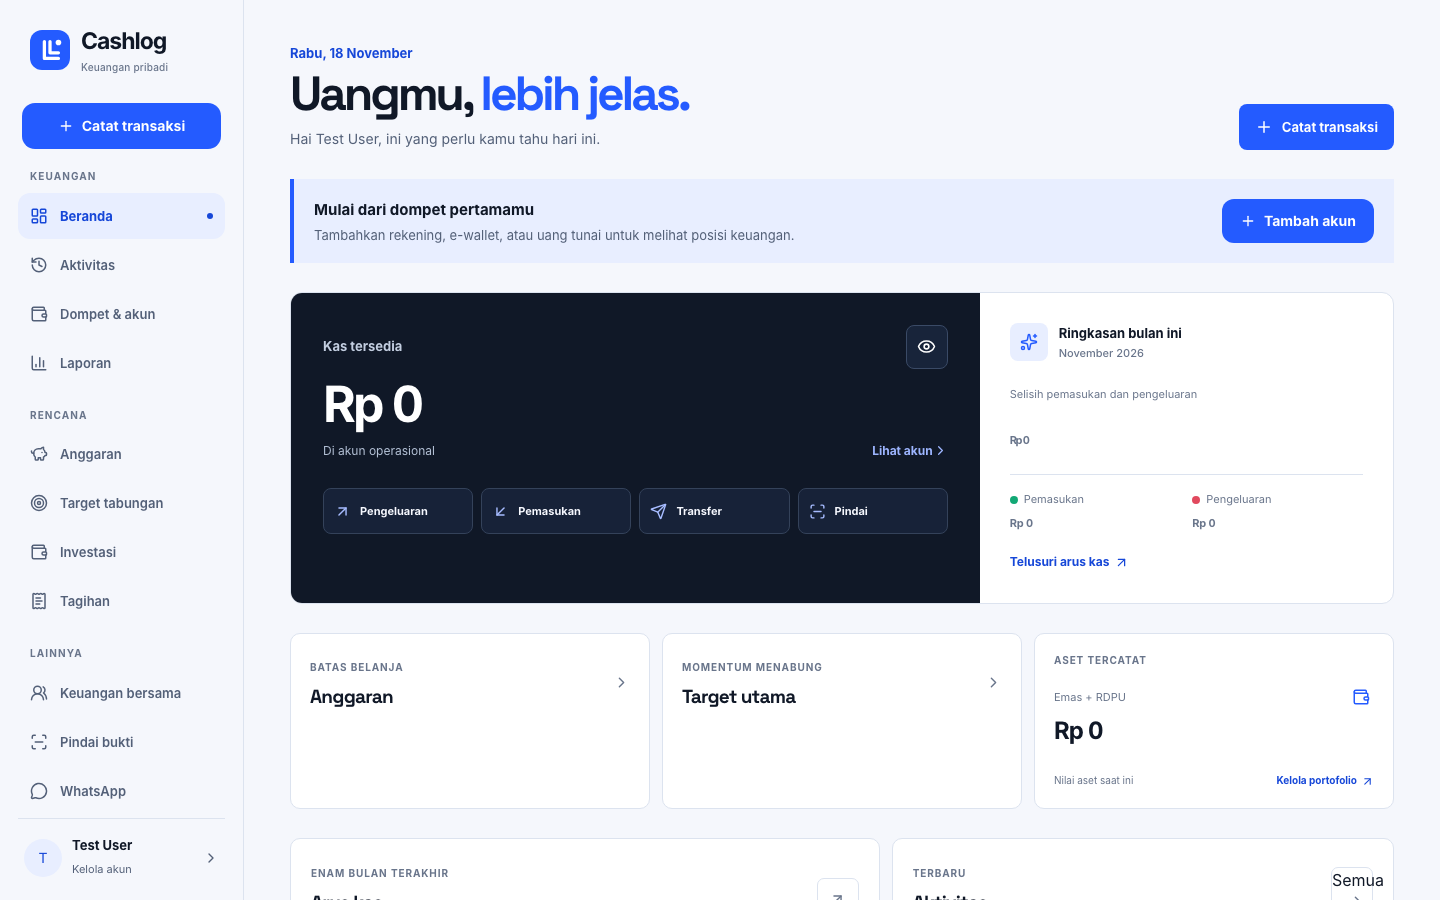 Cashlog
Keuangan pribadi
Catat transaksi
KEUANGAN
Beranda
Aktivitas
Dompet & akun
Laporan
RENCANA
Anggaran
Target tabungan
Investasi
Tagihan
LAINNYA
Keuangan bersama
Pindai bukti
WhatsApp
T
Test User
Kelola akun
Rabu, 18 November
Uangmu, lebih jelas.
Hai Test User, ini yang perlu kamu tahu hari ini.
Catat transaksi
Mulai dari dompet pertamamu
Tambahkan rekening, e-wallet, atau uang tunai untuk melihat posisi keuangan.
Tambah akun
Kas tersedia
Rp 0
Di akun operasional
Lihat akun
Pengeluaran
Pemasukan
Transfer
Pindai
Ringkasan bulan ini
November 2026
Selisih pemasukan dan pengeluaran
Rp0
Pemasukan
Rp 0
Pengeluaran
Rp 0
Telusuri arus kas
BATAS BELANJA
Anggaran
MOMENTUM MENABUNG
Target utama
ASET TERCATAT
Emas + RDPU
Rp 0
Nilai aset saat ini
Kelola portofolio
ENAM BULAN TERAKHIR
Arus kas
TERBARU
Aktivitas
Semua